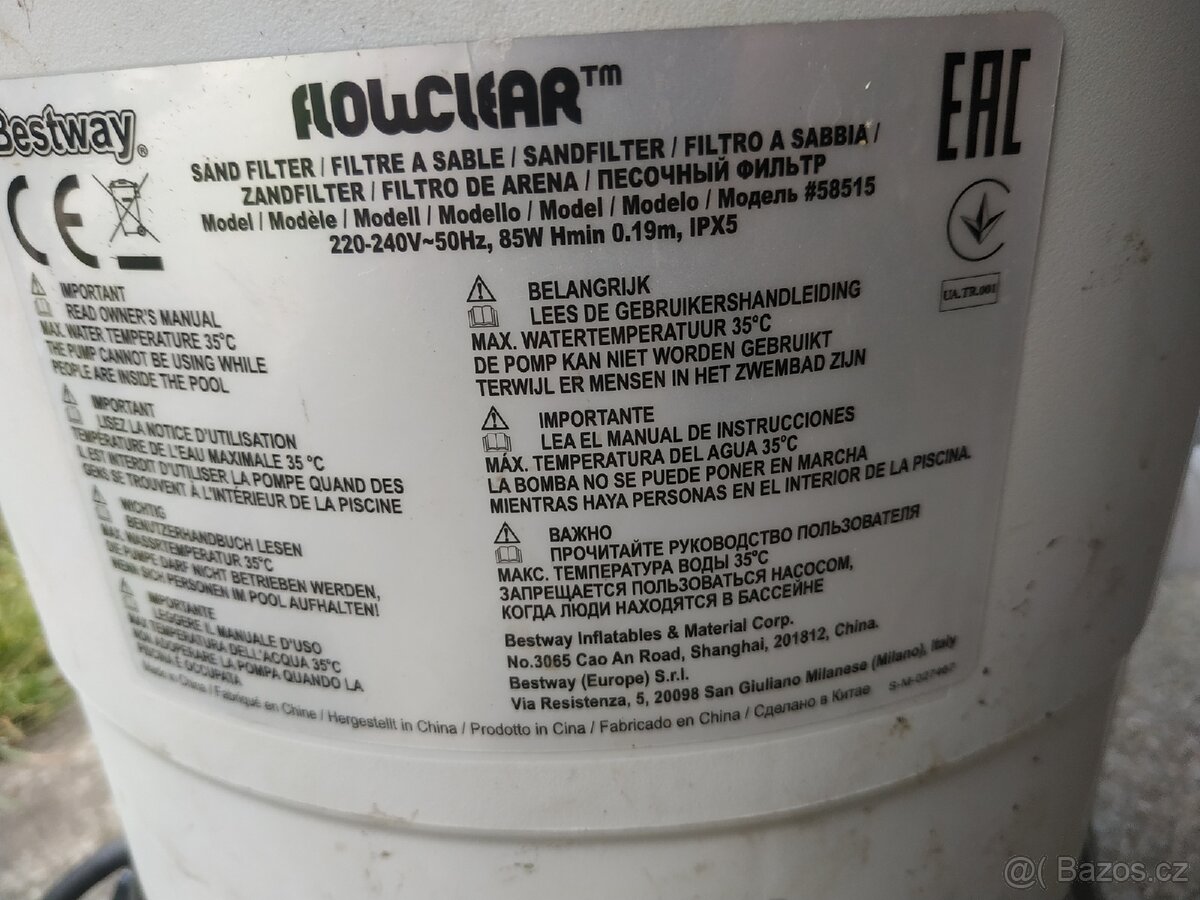 Bestway®
flowclear™
EAC
SAND FILTER / FILTRE A SABLE / SANDFILTER / FILTRO A SABBIA /
ZANDFILTER / FILTRO DE ARENA / ПЕСОЧНЫЙ ФИЛЬТР
Model / Modèle / Modell / Modello / Model / Modelo / Модель #58515
220-240V~50Hz, 85W Hmin 0.19m, IPX5
CE
UA.TR.001
IMPORTANT
READ OWNER'S MANUAL
MAX. WATER TEMPERATURE 35°C
THE PUMP CANNOT BE USING WHILE
PEOPLE ARE INSIDE THE POOL
IMPORTANT
LISEZ LA NOTICE D'UTILISATION
TEMPÉRATURE DE L'EAU MAXIMALE 35 °C
IL EST INTERDIT D'UTILISER LA POMPE QUAND DES
GENS SE TROUVENT À L'INTÉRIEUR DE LA PISCINE
WICHTIG
BENUTZERHANDBUCH LESEN
MAX. WASSRTEMPERATUR 35°C
DIE PUMPE DARF NICHT BETRIEBEN WERDEN,
WENN SICH PERSONEN IM POOL AUFHALTEN!
IMPORTANTE
LEGGERE IL MANUALE D'USO
MAX TEMPERATURA DELL'ACQUA 35°C
NON ADOPERARE LA POMPA QUANDO LA
PISCINA È OCCUPATA
BELANGRIJK
LEES DE GEBRUIKERSHANDLEIDING
MAX. WATERTEMPERATUUR 35°C
DE POMP KAN NIET WORDEN GEBRUIKT
TERWIJL ER MENSEN IN HET ZWEMBAD ZIJN
IMPORTANTE
LEA EL MANUAL DE INSTRUCCIONES
MÁX. TEMPERATURA DEL AGUA 35°C
LA BOMBA NO SE PUEDE PONER EN MARCHA
MIENTRAS HAYA PERSONAS EN EL INTERIOR DE LA PISCINA.
ВАЖНО
ПРОЧИТАЙТЕ РУКОВОДСТВО ПОЛЬЗОВАТЕЛЯ
МАКС. ТЕМПЕРАТУРА ВОДЫ 35°C
ЗАПРЕЩАЕТСЯ ПОЛЬЗОВАТЬСЯ НАСОСОМ,
КОГДА ЛЮДИ НАХОДЯТСЯ В БАССЕЙНЕ
Bestway Inflatables & Material Corp.
No.3065 Cao An Road, Shanghai, 201812, China.
Bestway (Europe) S.r.l.
Via Resistenza, 5, 20098 San Giuliano Milanese (Milano), Italy
Made in China / Fabriqué en Chine / Hergestellt in China / Prodotto in Cina / Fabricado en China / Сделано в Китае
@( Bazos.cz